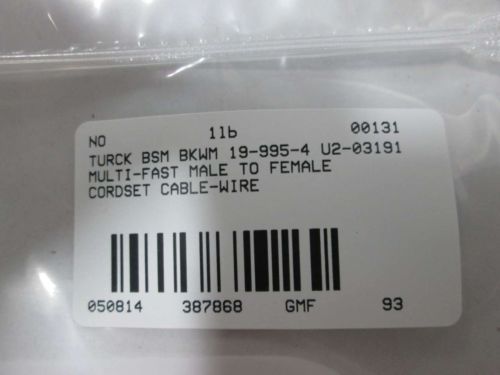 NO 11b 00131
TURCK BSM BKWM 19-995-4 U2-03191
MULTI-FAST MALE TO FEMALE
CORDSET CABLE-WIRE
050814 387868 GMF 93